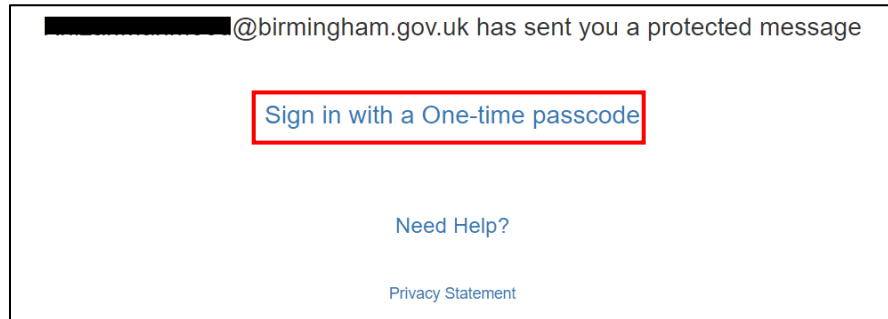 @birmingham.gov.uk has sent you a protected message
Sign in with a One-time passcode
Need Help?
Privacy Statement